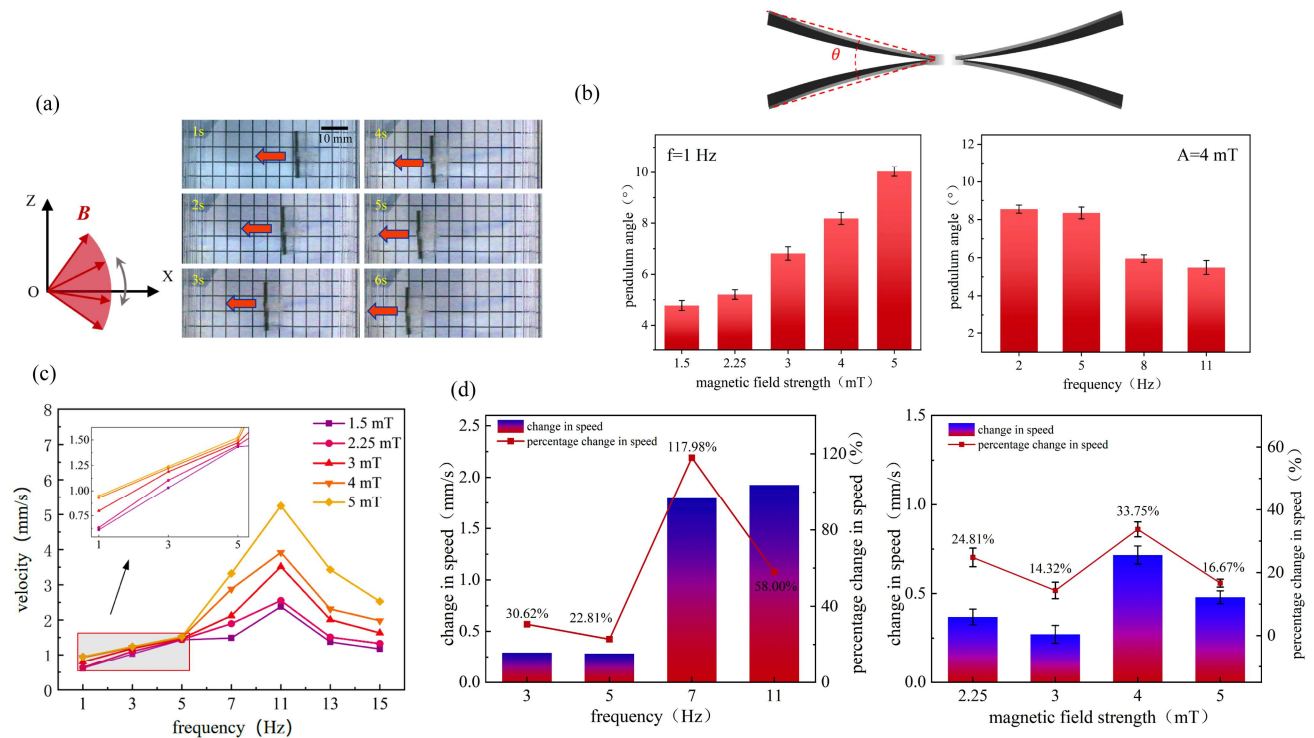 (a)
Z
B
O
X
1s
10 mm
4s
2s
5s
3s
6s
θ
(b)
f=1 Hz
pendulum angle（°）
10
8
6
4
1.5
2.25
3
4
5
magnetic field strength（mT）
A=4 mT
pendulum angle（°）
12
10
8
6
4
2
2
5
8
11
frequency（Hz）
(c)
velocity（mm/s）
8
7
6
5
4
3
2
1
0
1.50
1.25
1.00
0.75
1
3
5
1.5 mT
2.25 mT
3 mT
4 mT
5 mT
1
3
5
7
11
13
15
frequency（Hz）
(d)
change in speed（mm/s）
2.5
2.0
1.5
1.0
0.5
0.0
change in speed
percentage change in speed
117.98%
30.62%
22.81%
58.00%
120
90
60
30
0
percentage change in speed（%）
3
5
7
11
frequency（Hz）
change in speed（mm/s）
1.5
1.0
0.5
0.0
change in speed
percentage change in speed
24.81%
14.32%
33.75%
16.67%
60
40
20
0
percentage change in speed（%）
2.25
3
4
5
magnetic field strength（mT）